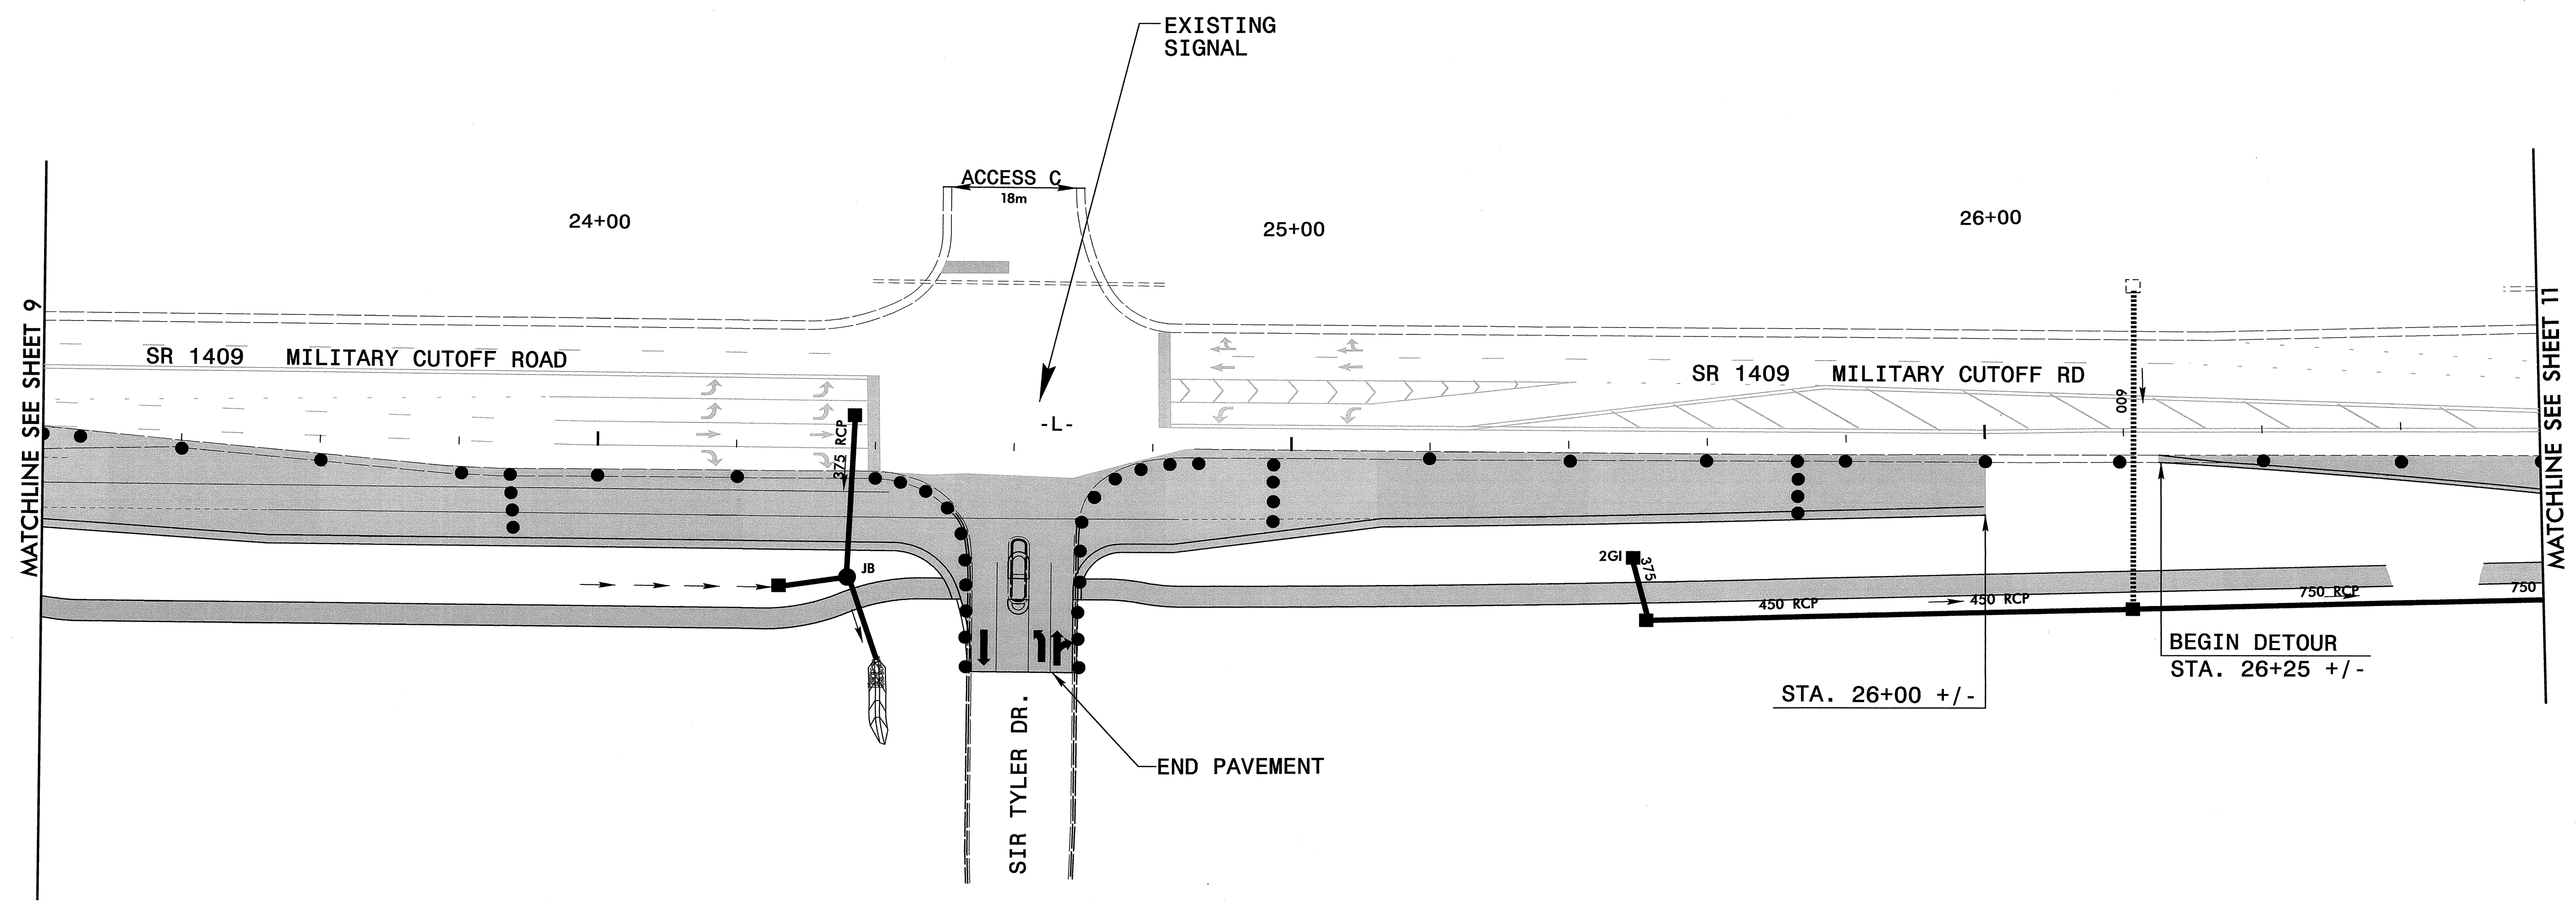 EXISTING
SIGNAL
ACCESS C
18m
24+00
25+00
26+00
MATCHLINE SEE SHEET 9
MATCHLINE SEE SHEET 11
SR 1409 MILITARY CUTOFF ROAD
SR 1409 MILITARY CUTOFF RD
600
-L-
375 RCP
JB
2GI
375
450 RCP
450 RCP
750 RCP
750
BEGIN DETOUR
STA. 26+25 +/-
STA. 26+00 +/-
END PAVEMENT
SIR TYLER DR.